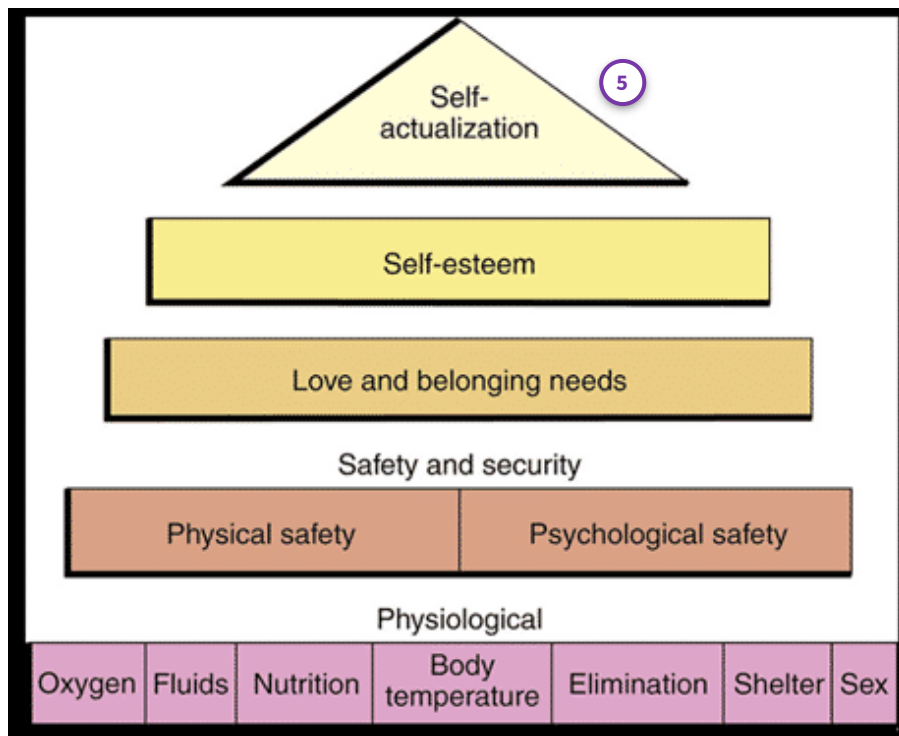 Self-
actualization
5
Self-esteem
Love and belonging needs
Safety and security
Physical safety
Psychological safety
Physiological
Oxygen
Fluids
Nutrition
Body
temperature
Elimination
Shelter
Sex